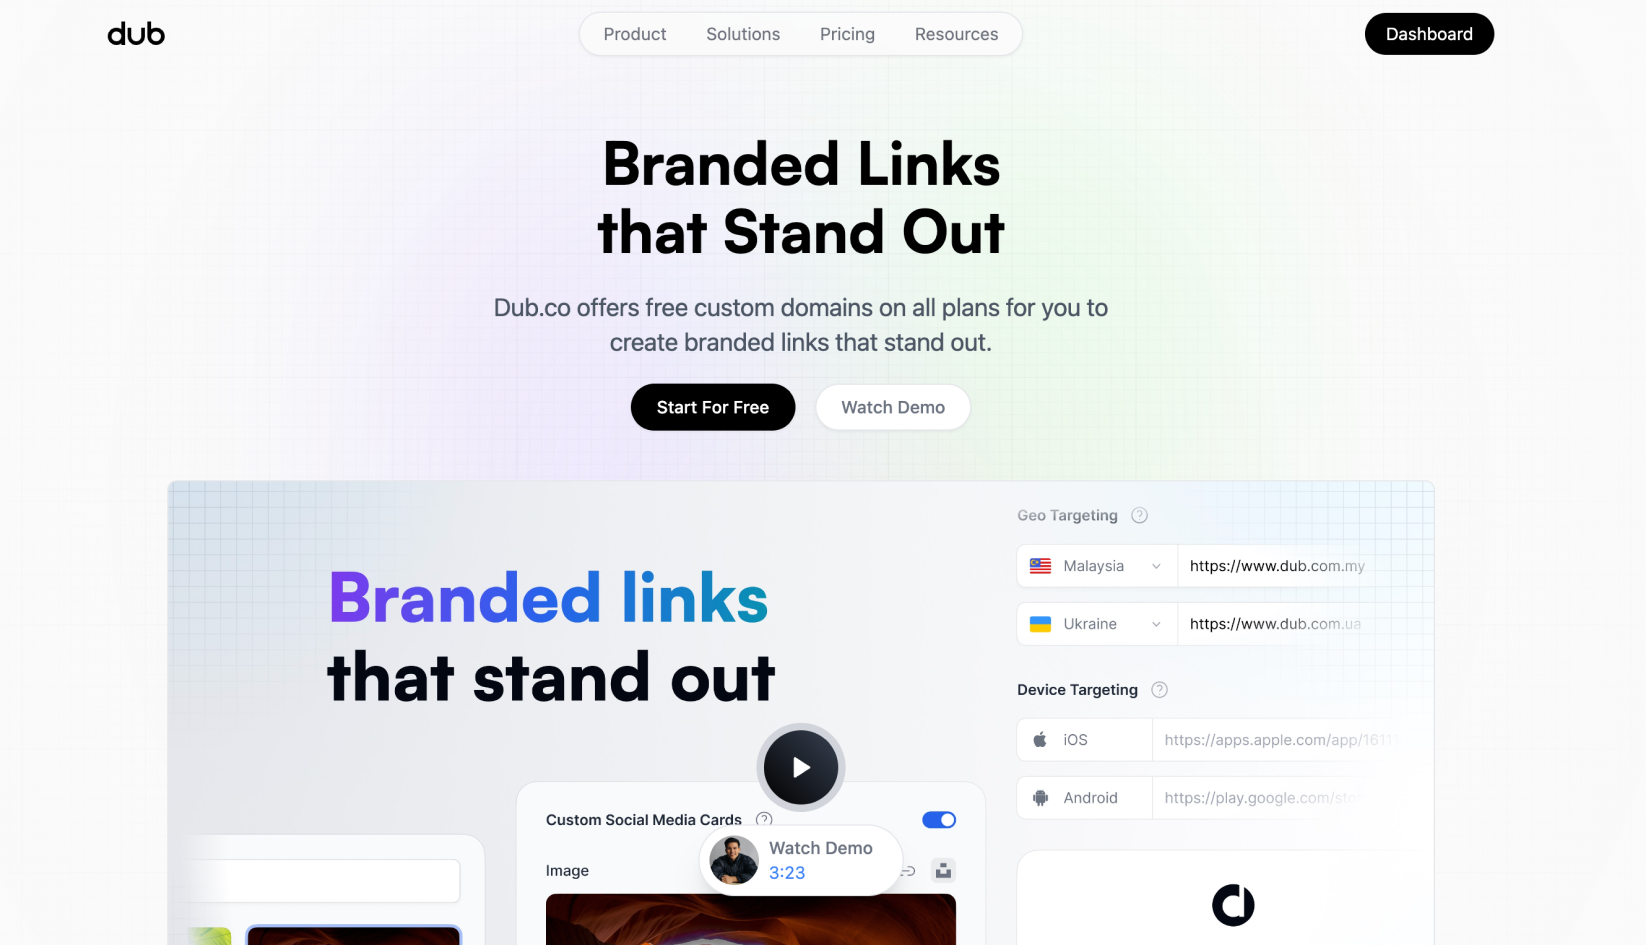 dub
Product
Solutions
Pricing
Resources
Dashboard
Branded Links
that Stand Out
Dub.co offers free custom domains on all plans for you to
create branded links that stand out.
Start For Free
Watch Demo
Branded links
that stand out
Geo Targeting ?
Malaysia
https://www.dub.com.my
Ukraine
https://www.dub.com.ua
Device Targeting ?
iOS
https://apps.apple.com/app/1611
Android
https://play.google.com/sto
Custom Social Media Cards ?
Watch Demo
3:23
Image